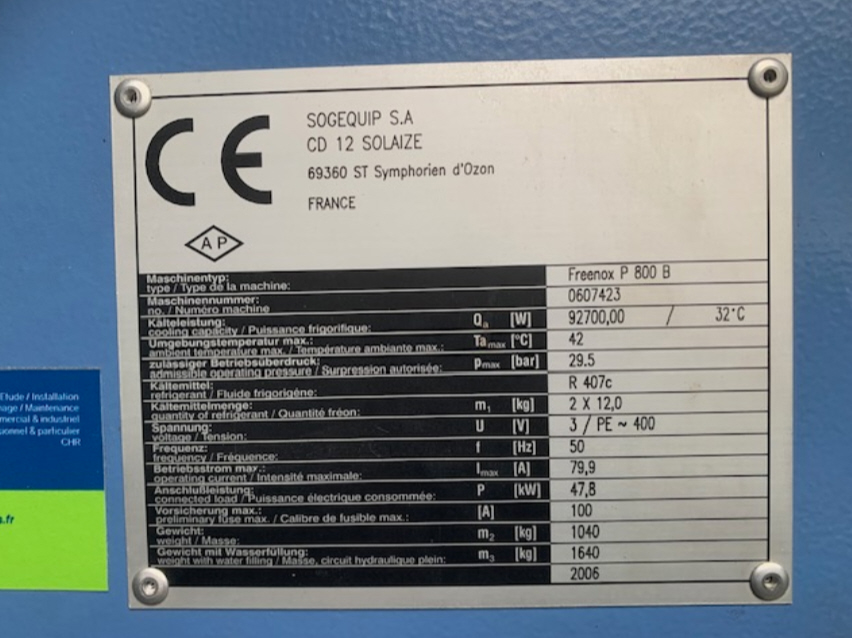 CE
SOGEQUIP S.A
CD 12 SOLAIZE
69360 ST Symphorien d'Ozon
FRANCE
AP
Maschinentyp:
type / Type de la machine: Freenox P 800 B
Maschinennummer:
no. / Numéro machine 0607423
Kälteleistung:
cooling capacity / Puissance frigorifique: Qa [W] 92700,00 / 32°C
Umgebungstemperatur max.:
ambient temperature max. / Température ambiante max.: Ta max [°C] 42
zulässiger Betriebsüberdruck:
admissible operating pressure / Surpression autorisée: pmax [bar] 29.5
Kältemittel:
refrigerant / Fluide frigorigéne: R 407c
Kältemittelmenge:
quantity of refrigerant / Quantité fréon: m1 [kg] 2 X 12,0
Spannung:
voltage / Tension: U [V] 3 / PE ~ 400
Frequenz:
frequency / Fréquence: f [Hz] 50
Betriebsstrom max.:
operating current / Intensité maximale: Imax [A] 79,9
Anschlußleistung:
connected load / Puissance électrique consommée: P [kW] 47,8
Vorsicherung max.:
preliminary fuse max. / Calibre de fusible max.: [A] 100
Gewicht:
weight / Masse: m2 [kg] 1040
Gewicht mit Wasserfüllung:
weight with water filling / Masse, circuit hydraulique plein: m3 [kg] 1640
2006
Etude / Installation
/ Maintenance
& industriel
& particulier
CHR
.fr